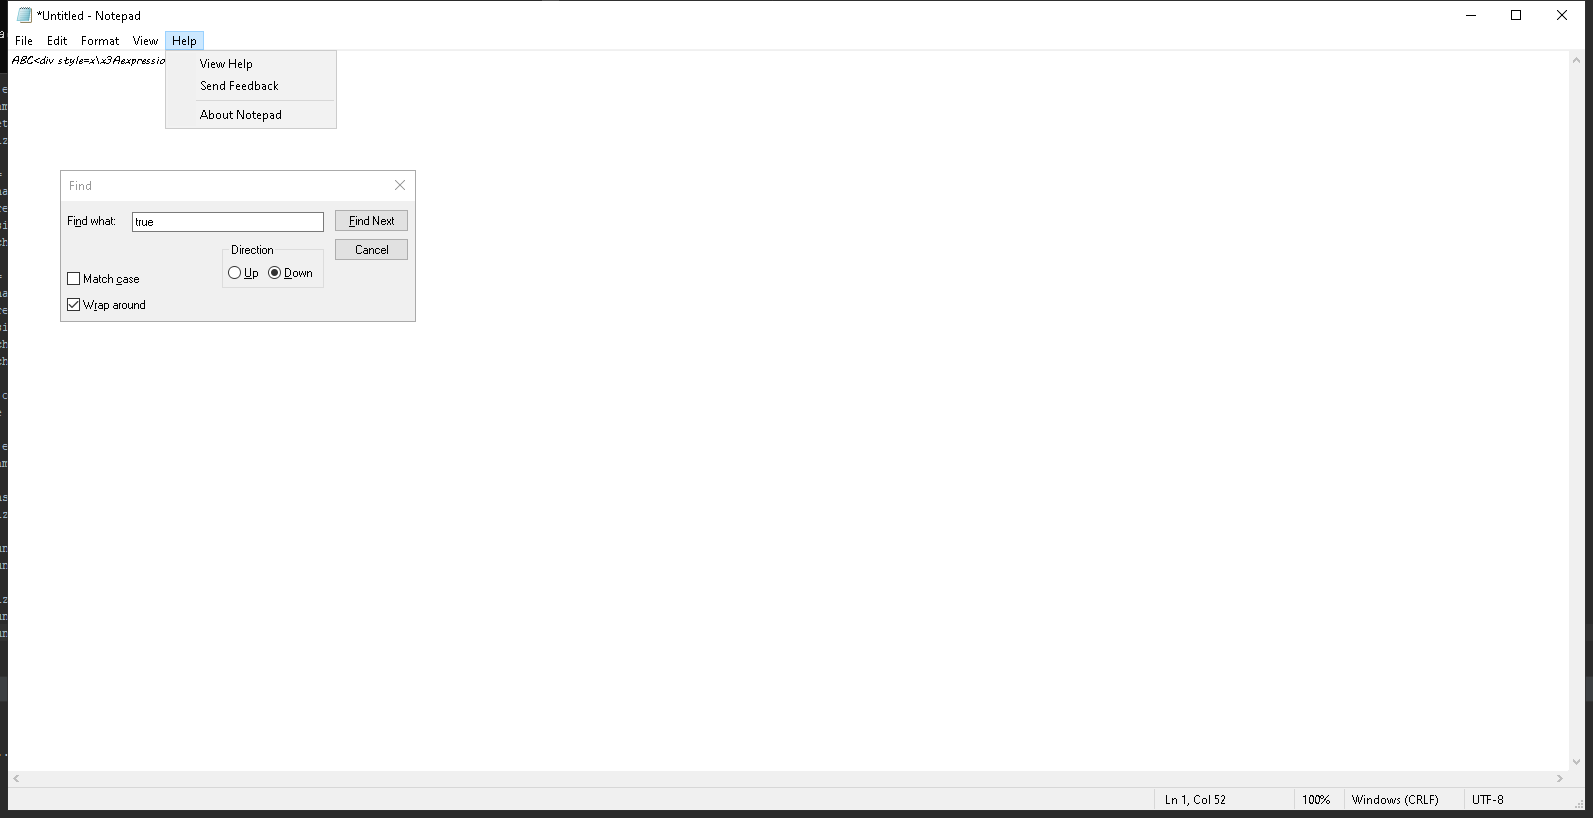 *Untitled - Notepad
File Edit Format View Help
ABC<div style=x\x3Aexpressio
View Help
Send Feedback
About Notepad
Find
Find what: true Find Next
Direction Cancel
Up Down
Match case
Wrap around
Ln 1, Col 52 100% Windows (CRLF) UTF-8